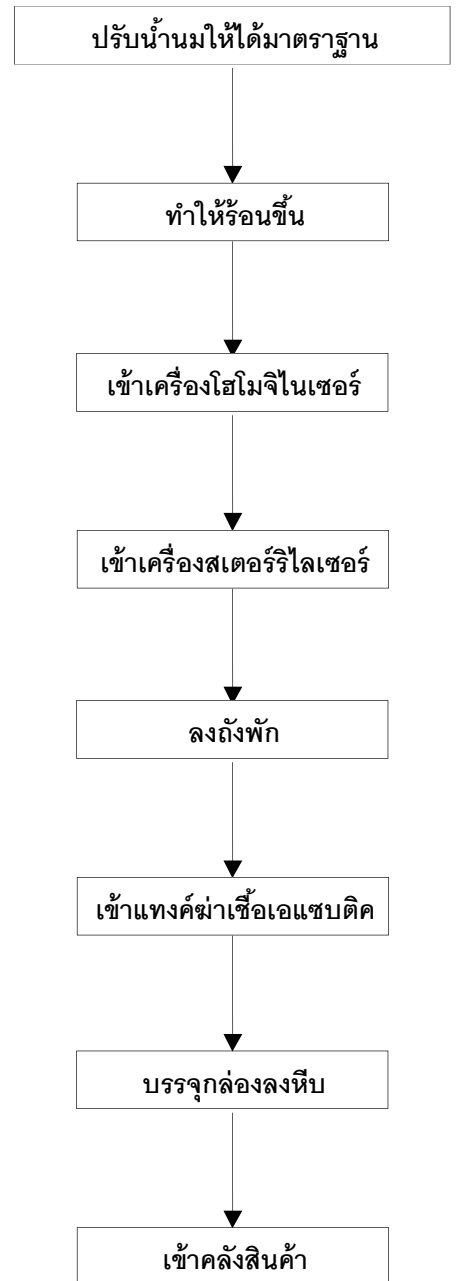 ปรับน้ำนมให้ได้มาตราฐาน
ทำให้ร้อนขึ้น
เข้าเครื่องโฮโมจิไนเซอร์
เข้าเครื่องสเตอร์ริไลเซอร์
ลงถังพัก
เข้าแทงค์ฆ่าเชื้อเอแซบติค
บรรจุกล่องลงหีบ
เข้าคลังสินค้า